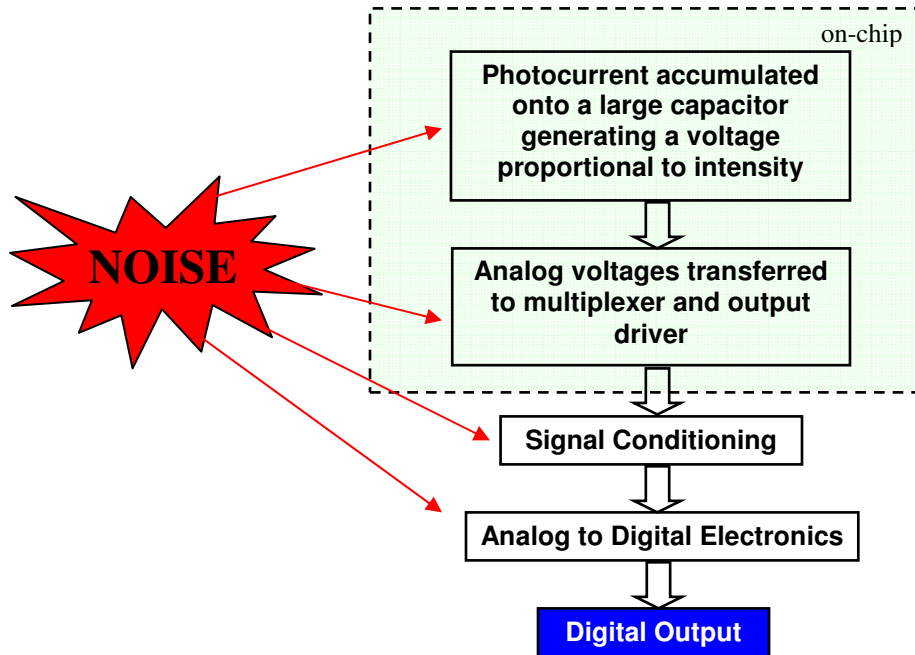 on-chip
Photocurrent accumulated
onto a large capacitor
generating a voltage
proportional to intensity
NOISE
Analog voltages transferred
to multiplexer and output
driver
Signal Conditioning
Analog to Digital Electronics
Digital Output